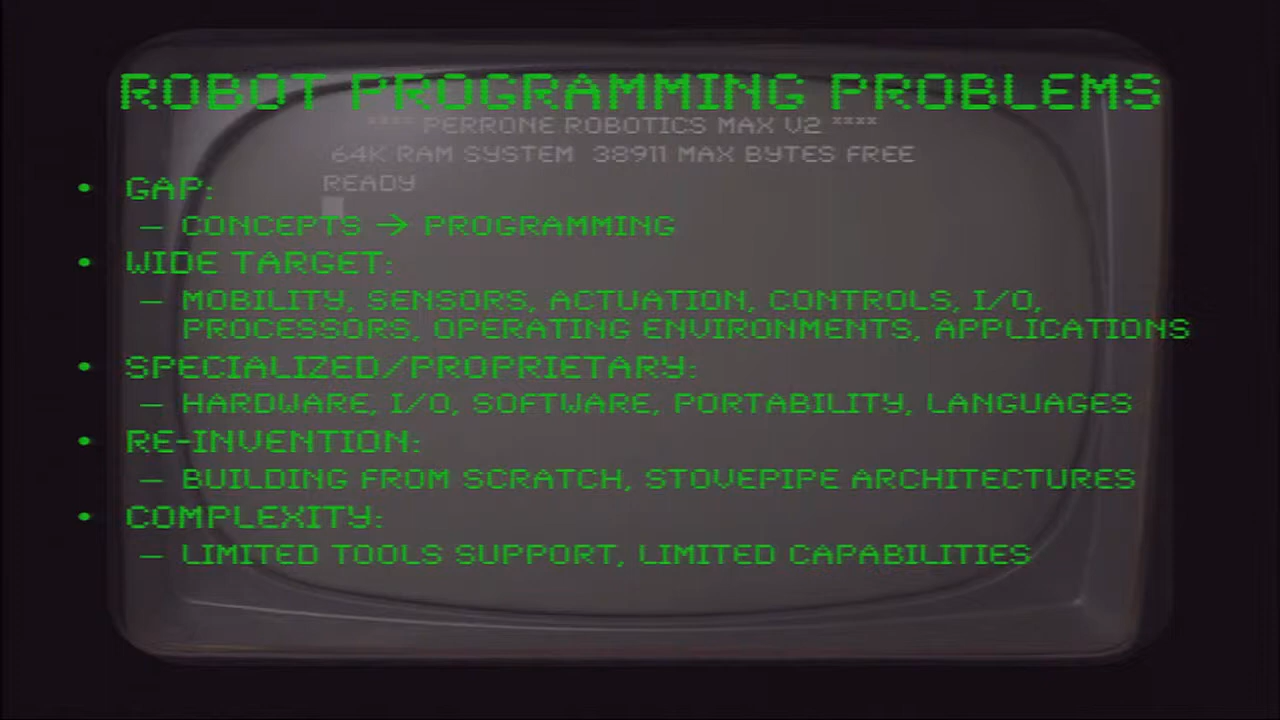 ROBOT PROGRAMMING PROBLEMS
**** PERRONE ROBOTICS MAX V2 ****
64K RAM SYSTEM 38911 MAX BYTES FREE
READY
• GAP:
– CONCEPTS → PROGRAMMING
• WIDE TARGET:
– MOBILITY, SENSORS, ACTUATION, CONTROLS, I/O,
PROCESSORS, OPERATING ENVIRONMENTS, APPLICATIONS
• SPECIALIZED/PROPRIETARY:
– HARDWARE, I/O, SOFTWARE, PORTABILITY, LANGUAGES
• RE-INVENTION:
– BUILDING FROM SCRATCH, STOVEPIPE ARCHITECTURES
• COMPLEXITY:
– LIMITED TOOLS SUPPORT, LIMITED CAPABILITIES